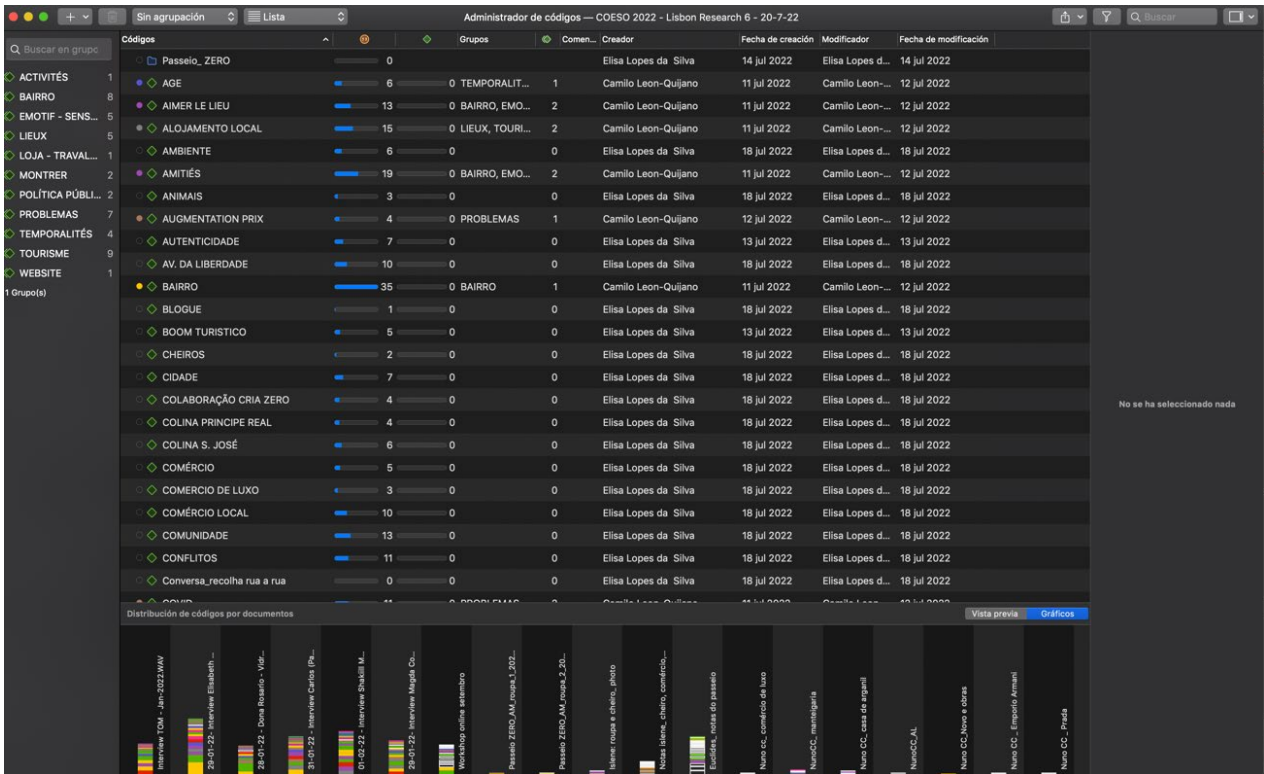 Sin agrupación Lista Administrador de códigos — COESO 2022 - Lisbon Research 6 - 20-7-22 Buscar
Buscar en grupc
ACTIVITÉS 1
BAIRRO 8
EMOTIF - SENS... 5
LIEUX 5
LOJA - TRAVAL... 1
MONTRER 2
POLÍTICA PÚBLI... 2
PROBLEMAS 7
TEMPORALITÉS 4
TOURISME 9
WEBSITE 1
1 Grupo(s)
Códigos Grupos Comen... Creador Fecha de creación Modificador Fecha de modificación
Passeio_ ZERO 0 Elisa Lopes da Silva 14 jul 2022 Elisa Lopes d... 14 jul 2022
AGE 6 0 TEMPORALIT... 1 Camilo Leon-Quijano 11 jul 2022 Camilo Leon-... 12 jul 2022
AIMER LE LIEU 13 0 BAIRRO, EMO... 2 Camilo Leon-Quijano 11 jul 2022 Camilo Leon-... 12 jul 2022
ALOJAMENTO LOCAL 15 0 LIEUX, TOURI... 2 Camilo Leon-Quijano 11 jul 2022 Camilo Leon-... 12 jul 2022
AMBIENTE 6 0 0 Elisa Lopes da Silva 18 jul 2022 Elisa Lopes d... 18 jul 2022
AMITIÉS 19 0 BAIRRO, EMO... 2 Camilo Leon-Quijano 11 jul 2022 Camilo Leon-... 12 jul 2022
ANIMAIS 3 0 0 Elisa Lopes da Silva 18 jul 2022 Elisa Lopes d... 18 jul 2022
AUGMENTATION PRIX 4 0 PROBLEMAS 1 Camilo Leon-Quijano 12 jul 2022 Camilo Leon-... 12 jul 2022
AUTENTICIDADE 7 0 0 Elisa Lopes da Silva 13 jul 2022 Elisa Lopes d... 13 jul 2022
AV. DA LIBERDADE 10 0 0 Elisa Lopes da Silva 18 jul 2022 Elisa Lopes d... 18 jul 2022
BAIRRO 35 0 BAIRRO 1 Camilo Leon-Quijano 11 jul 2022 Camilo Leon-... 12 jul 2022
BLOGUE 1 0 0 Elisa Lopes da Silva 18 jul 2022 Elisa Lopes d... 18 jul 2022
BOOM TURISTICO 5 0 0 Elisa Lopes da Silva 13 jul 2022 Elisa Lopes d... 13 jul 2022
CHEIROS 2 0 0 Elisa Lopes da Silva 18 jul 2022 Elisa Lopes d... 18 jul 2022
CIDADE 7 0 0 Elisa Lopes da Silva 18 jul 2022 Elisa Lopes d... 18 jul 2022
COLABORAÇÃO CRIA ZERO 4 0 0 Elisa Lopes da Silva 18 jul 2022 Elisa Lopes d... 18 jul 2022
COLINA PRINCIPE REAL 4 0 0 Elisa Lopes da Silva 18 jul 2022 Elisa Lopes d... 18 jul 2022
COLINA S. JOSÉ 6 0 0 Elisa Lopes da Silva 18 jul 2022 Elisa Lopes d... 18 jul 2022
COMÉRCIO 5 0 0 Elisa Lopes da Silva 18 jul 2022 Elisa Lopes d... 18 jul 2022
COMERCIO DE LUXO 3 0 0 Elisa Lopes da Silva 18 jul 2022 Elisa Lopes d... 18 jul 2022
COMÉRCIO LOCAL 10 0 0 Elisa Lopes da Silva 18 jul 2022 Elisa Lopes d... 18 jul 2022
COMUNIDADE 13 0 0 Elisa Lopes da Silva 18 jul 2022 Elisa Lopes d... 18 jul 2022
CONFLITOS 11 0 0 Elisa Lopes da Silva 18 jul 2022 Elisa Lopes d... 18 jul 2022
Conversa_recolha rua a rua 0 0 0 Elisa Lopes da Silva 18 jul 2022 Elisa Lopes d... 18 jul 2022
No se ha seleccionado nada
Distribución de códigos por documentos Vista previa Gráficos
Interview TOM - Jan-2022.WAV
29-01-22- Interview Elisabeth ...
28-01-22 - Dona Rosario - Vidr...
31-01-22 - Interview Carlos (Pa...
01-02-22 - Interview Shakill M...
29-01-22- Interview Magda Co...
Workshop online setembro
Passeio ZERO_AM_roupa_1_202...
Passeio ZERO_AM_roupa_2_20...
Islene: roupa e cheiro_ photo
Notas islene_ cheiro, comércio,...
Euclides_ notas do passeio
Nuno cc_ comércio de luxo
NunoCC_ manteigaria
Nuno CC_ casa de arganil
NunoCC_AL
Nuno CC_Novo e obras
Nuno CC _ Emporio Armani
Nuno CC _ Prada